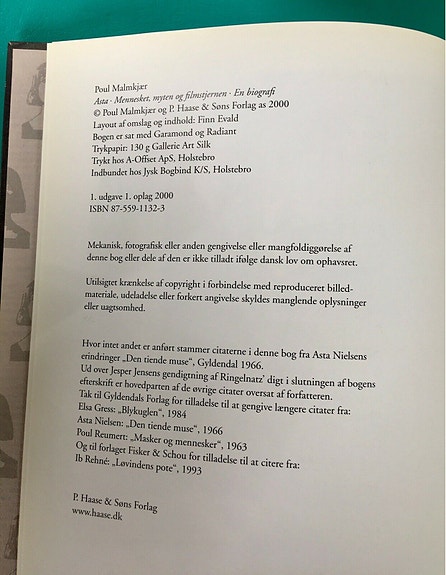 Poul Malmkjær
Asta · Mennesket, myten og filmstjernen · En biografi
© Poul Malmkjær og P. Haase & Søns Forlag as 2000
Layout af omslag og indhold: Finn Evald
Bogen er sat med Garamond og Radiant
Trykpapir: 130 g Gallerie Art Silk
Trykt hos A-Offset ApS, Holstebro
Indbundet hos Jysk Bogbind K/S, Holstebro
1. udgave 1. oplag 2000
ISBN 87-559-1132-3
Mekanisk, fotografisk eller anden gengivelse eller mangfoldiggørelse af
denne bog eller dele af den er ikke tilladt ifølge dansk lov om ophavsret.
Utilsigtet krænkelse af copyright i forbindelse med reproduceret billed-
materiale, udeladelse eller forkert angivelse skyldes manglende oplysninger
eller uagtsomhed.
Hvor intet andet er anført stammer citaterne i denne bog fra Asta Nielsens
erindringer „Den tiende muse“, Gyldendal 1966.
Ud over Jesper Jensens gendigtning af Ringelnatz’ digt i slutningen af bogens
efterskrift er hovedparten af de øvrige citater oversat af forfatteren.
Tak til Gyldendals Forlag for tilladelse til at gengive længere citater fra:
Elsa Gress: „Blykuglen“, 1984
Asta Nielsen: „Den tiende muse“, 1966
Poul Reumert: „Masker og mennesker“, 1963
Og til forlaget Fisker & Schou for tilladelse til at citere fra:
Ib Rehné: „Løvindens pote“, 1993
P. Haase & Søns Forlag
www.haase.dk